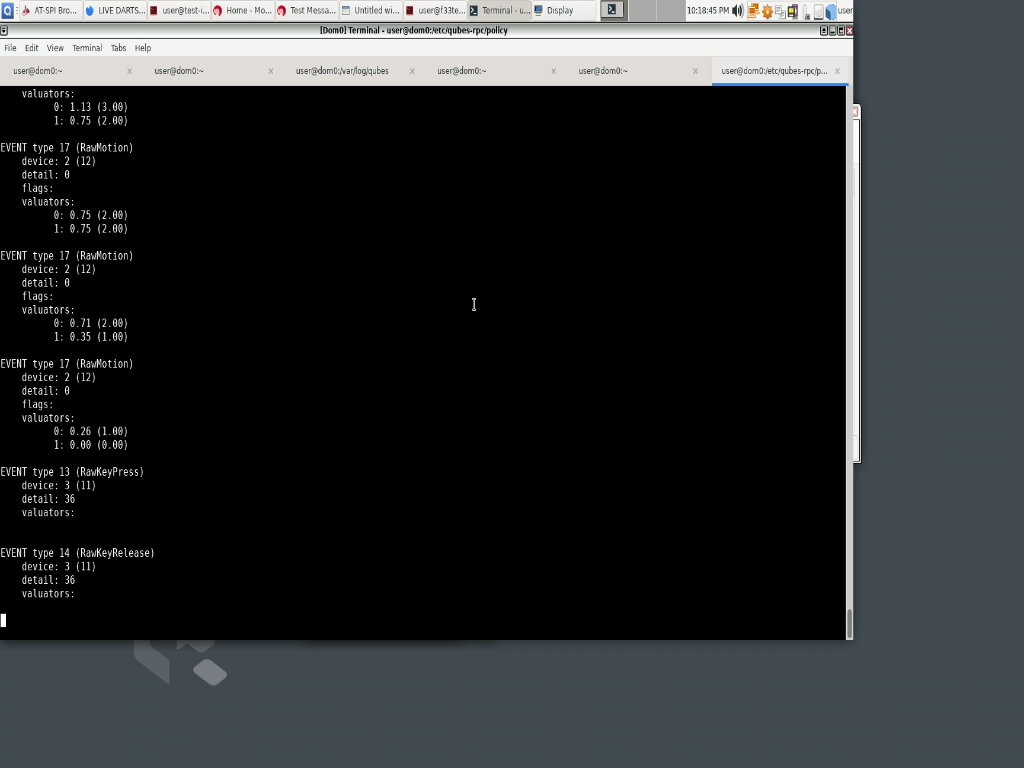 AT-SPI Bro... LIVE DARTS... user@test-i... Home - Mo... Test Messa... Untitled wi... user@f33te... Terminal - u... Display 10:18:45 PM user
[Dom0] Terminal - user@dom0:/etc/qubes-rpc/policy
File Edit View Terminal Tabs Help
user@dom0:~ × user@dom0:~ × user@dom0:/var/log/qubes × user@dom0:~ × user@dom0:~ × user@dom0:/etc/qubes-rpc/p... ×
valuators:
0: 1.13 (3.00)
1: 0.75 (2.00)
EVENT type 17 (RawMotion)
device: 2 (12)
detail: 0
flags:
valuators:
0: 0.75 (2.00)
1: 0.75 (2.00)
EVENT type 17 (RawMotion)
device: 2 (12)
detail: 0
flags:
valuators:
0: 0.71 (2.00)
1: 0.35 (1.00)
EVENT type 17 (RawMotion)
device: 2 (12)
detail: 0
flags:
valuators:
0: 0.26 (1.00)
1: 0.00 (0.00)
EVENT type 13 (RawKeyPress)
device: 3 (11)
detail: 36
valuators:
EVENT type 14 (RawKeyRelease)
device: 3 (11)
detail: 36
valuators: